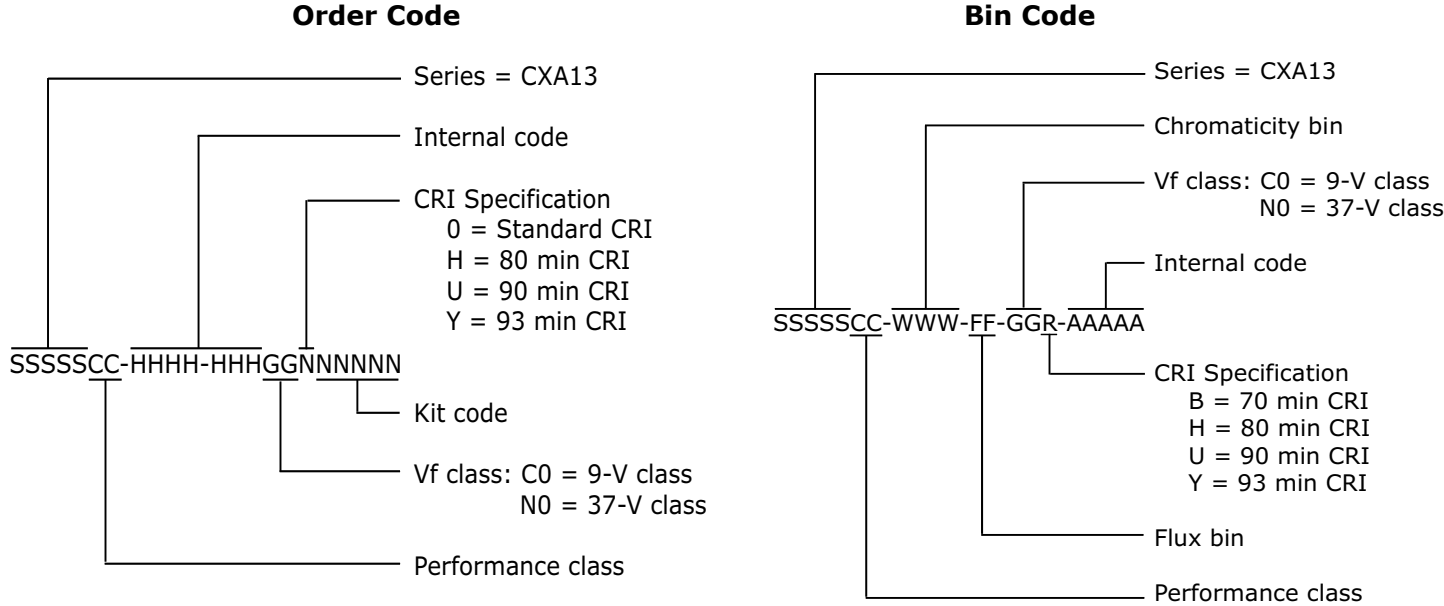 Order Code
Series = CXA13
Internal code
CRI Specification
0 = Standard CRI
H = 80 min CRI
U = 90 min CRI
Y = 93 min CRI
SSSSSCC-HHHH-HHHGGNNNNNN
Kit code
Vf class: C0 = 9-V class
N0 = 37-V class
Performance class
Bin Code
Series = CXA13
Chromaticity bin
Vf class: C0 = 9-V class
N0 = 37-V class
Internal code
SSSSSCC-WWW-FF-GGR-AAAAA
CRI Specification
B = 70 min CRI
H = 80 min CRI
U = 90 min CRI
Y = 93 min CRI
Flux bin
Performance class